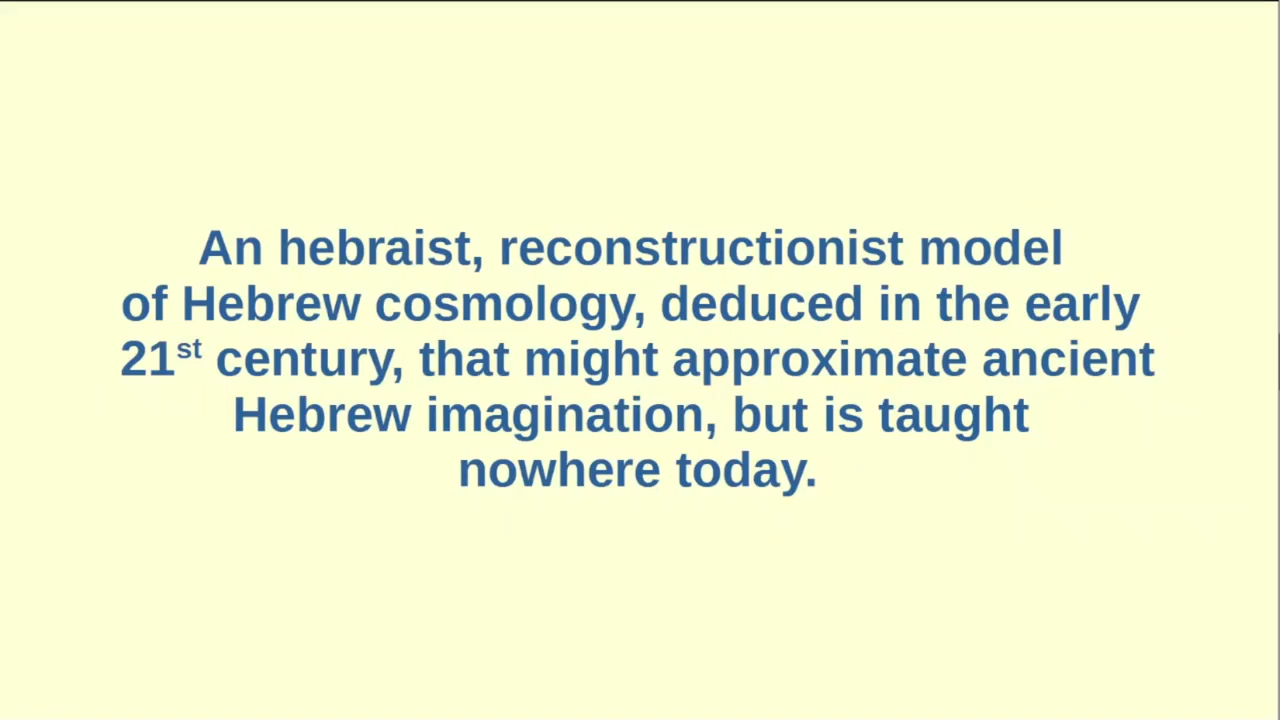 An hebraist, reconstructionist model
of Hebrew cosmology, deduced in the early
21st century, that might approximate ancient
Hebrew imagination, but is taught
nowhere today.